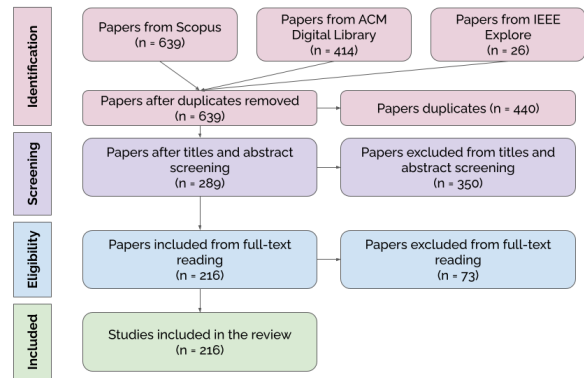 Identification
Papers from Scopus
(n = 639)
Papers from ACM
Digital Library
(n = 414)
Papers from IEEE
Explore
(n = 26)
Papers after duplicates removed
(n = 639)
Papers duplicates (n = 440)
Screening
Papers after titles and abstract
screening
(n = 289)
Papers excluded from titles and
abstract screening
(n = 350)
Eligibility
Papers included from full-text
reading
(n = 216)
Papers excluded from full-text
reading
(n = 73)
Included
Studies included in the review
(n = 216)